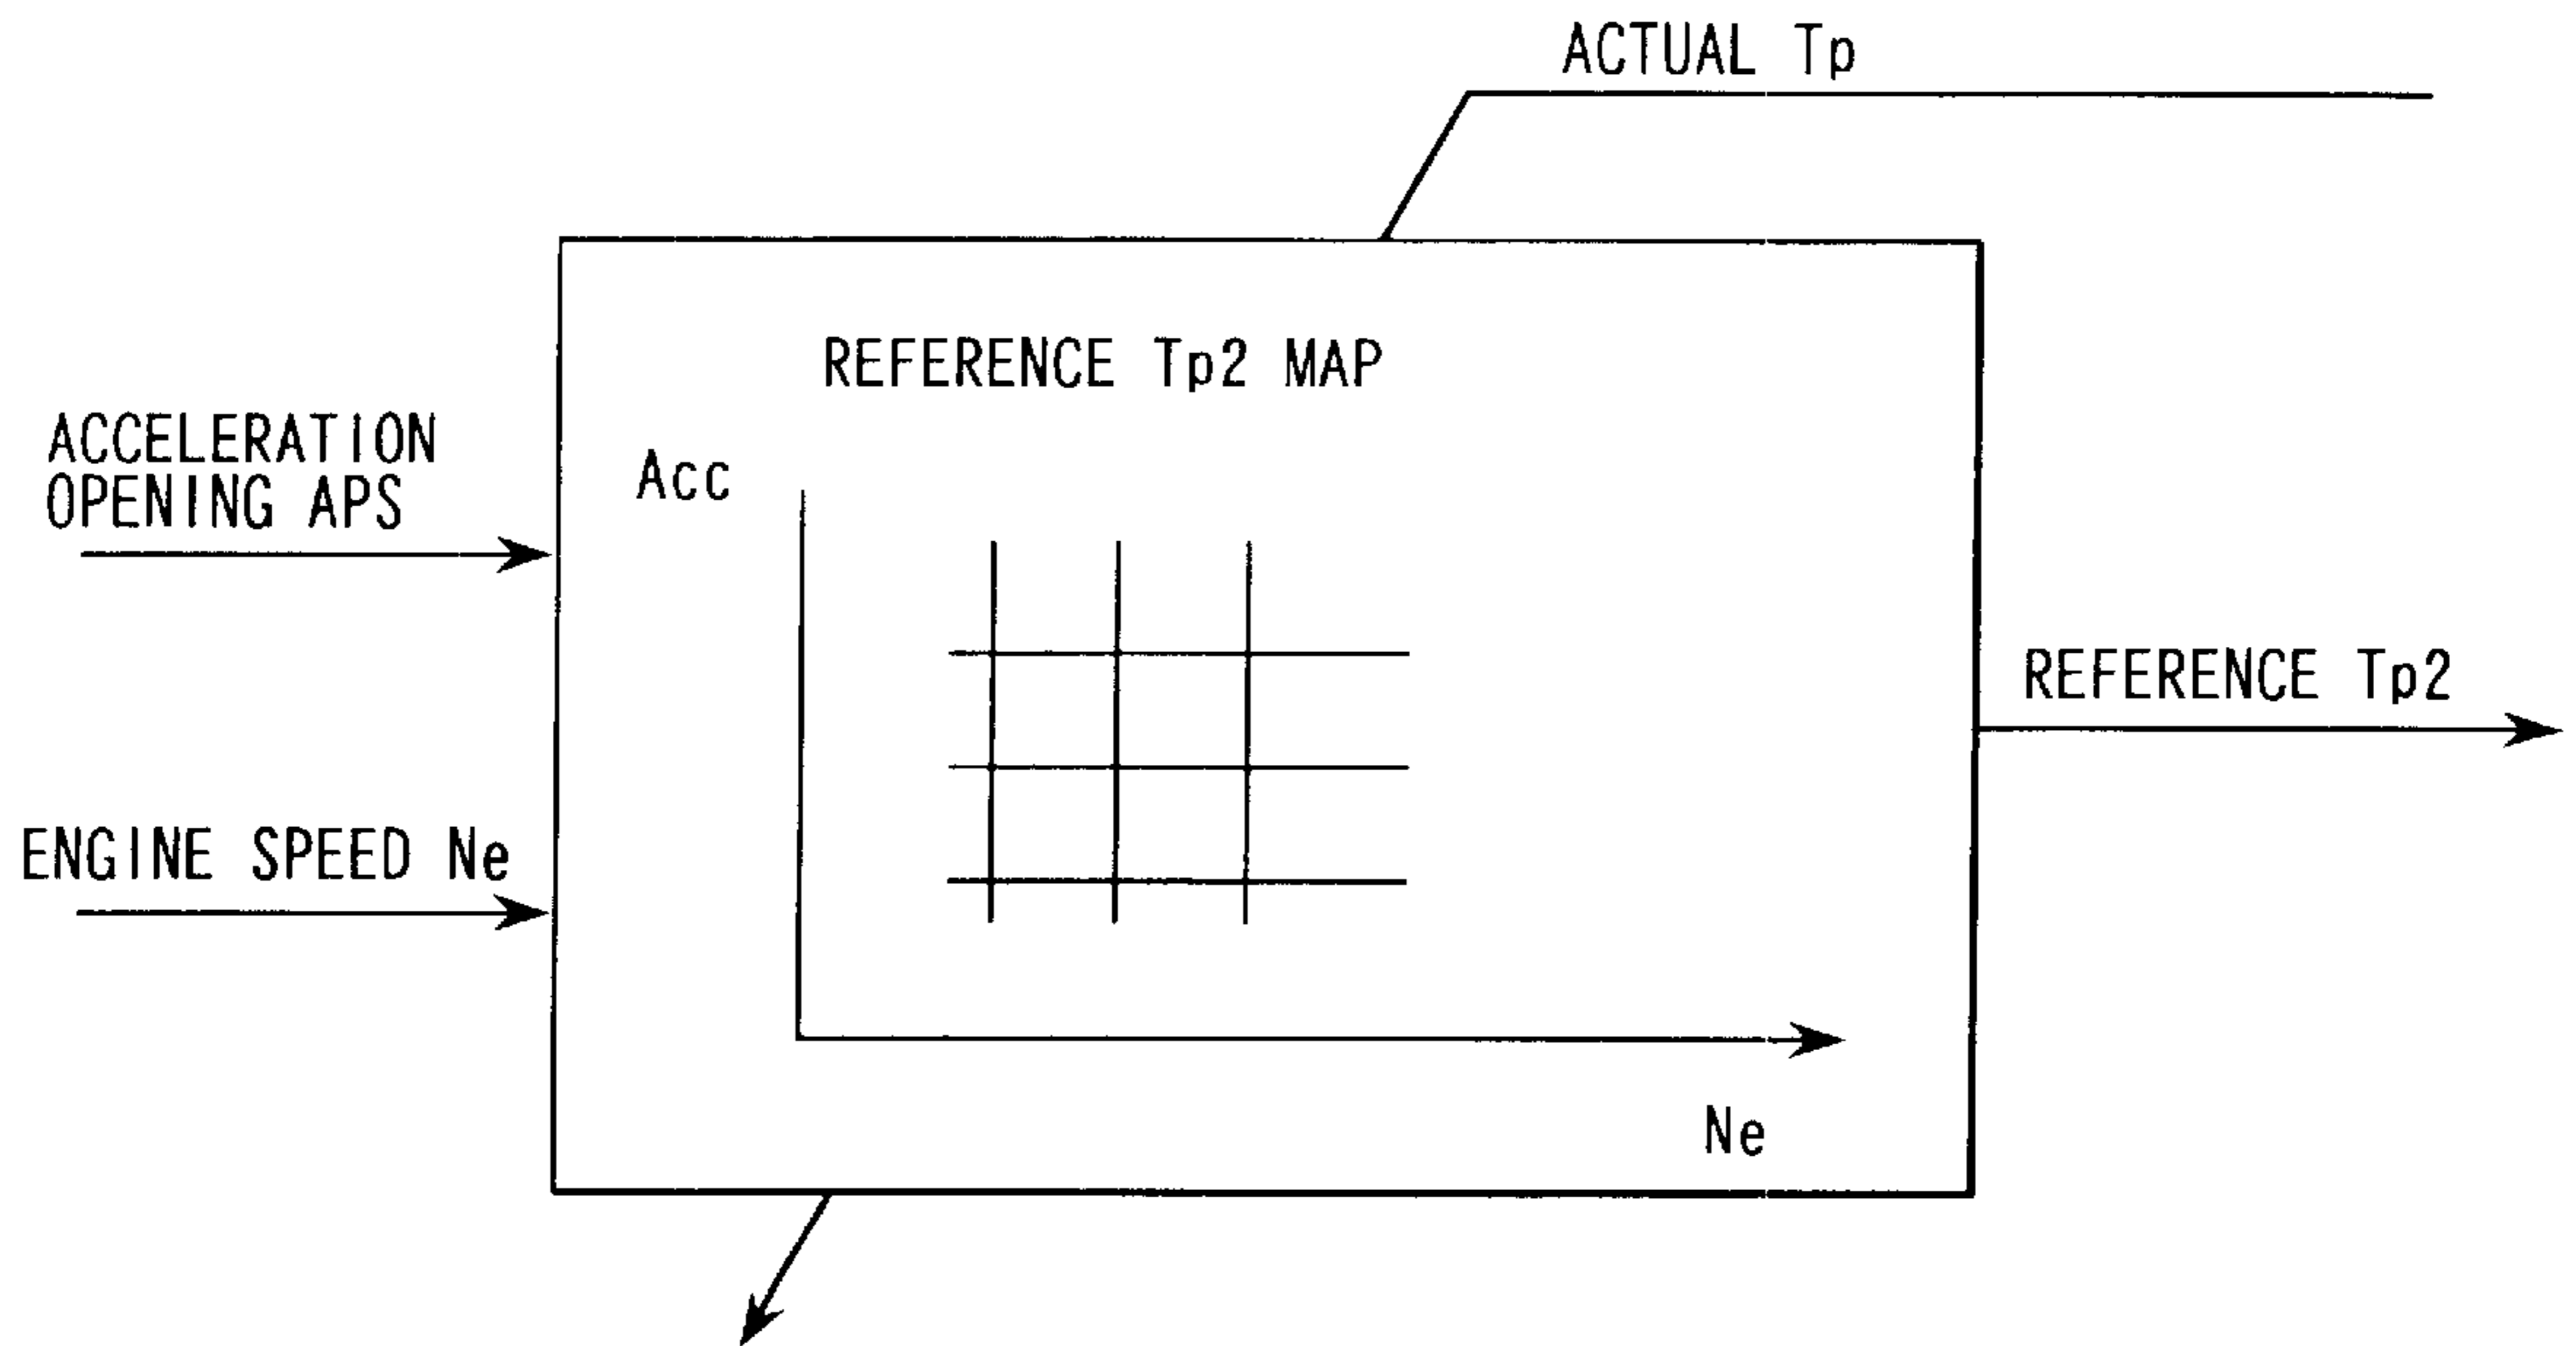 ACTUAL Tp
REFERENCE Tp2 MAP
ACCELERATION
OPENING APS
Acc
REFERENCE Tp2
ENGINE SPEED Ne
Ne